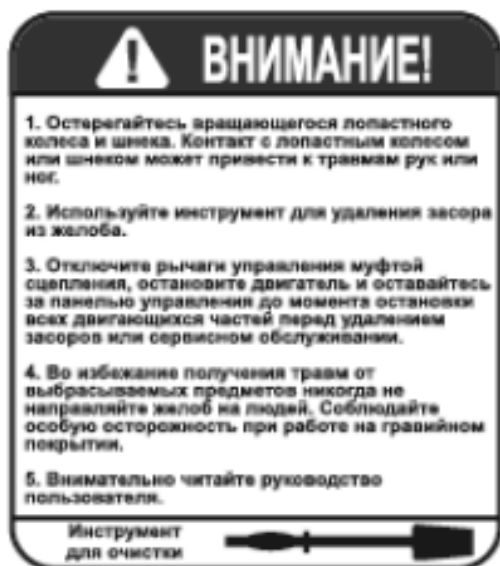 ВНИМАНИЕ!
1. Остерегайтесь вращающегося лопастного
колеса и шнека. Контакт с лопастным колесом
или шнеком может привести к травмам рук или
ног.
2. Используйте инструмент для удаления засора
из желоба.
3. Отключите рычаги управления муфтой
сцепления, остановите двигатель и оставайтесь
за панелью управления до момента остановки
всех двигающихся частей перед удалением
засоров или сервисном обслуживании.
4. Во избежание получения травм от
выбрасываемых предметов никогда не
направляйте желоб на людей. Соблюдайте
особую осторожность при работе на гравийном
покрытии.
5. Внимательно читайте руководство
пользователя.
Инструмент
для очистки